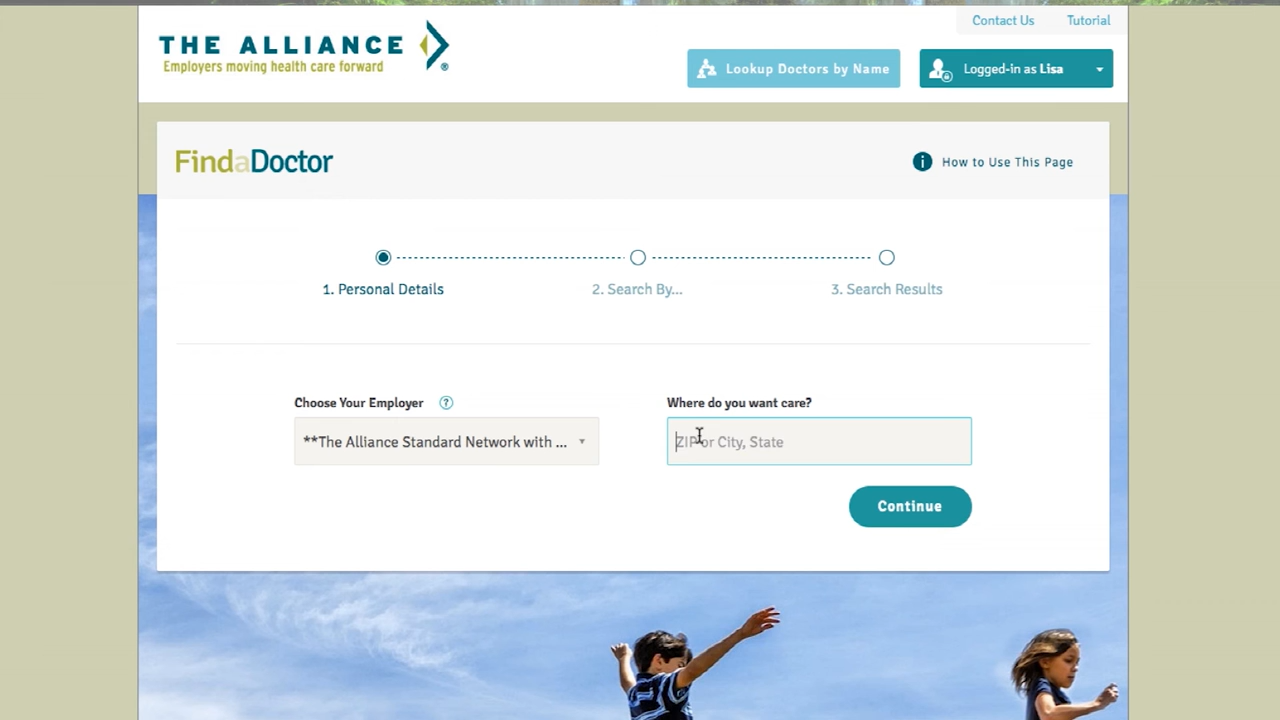 Contact Us Tutorial
THE ALLIANCE ®
Employers moving health care forward
Lookup Doctors by Name
Logged-in as Lisa
FindaDoctor
i How to Use This Page
1. Personal Details
2. Search By...
3. Search Results
Choose Your Employer ?
Where do you want care?
**The Alliance Standard Network with ...
ZIP or City, State
Continue